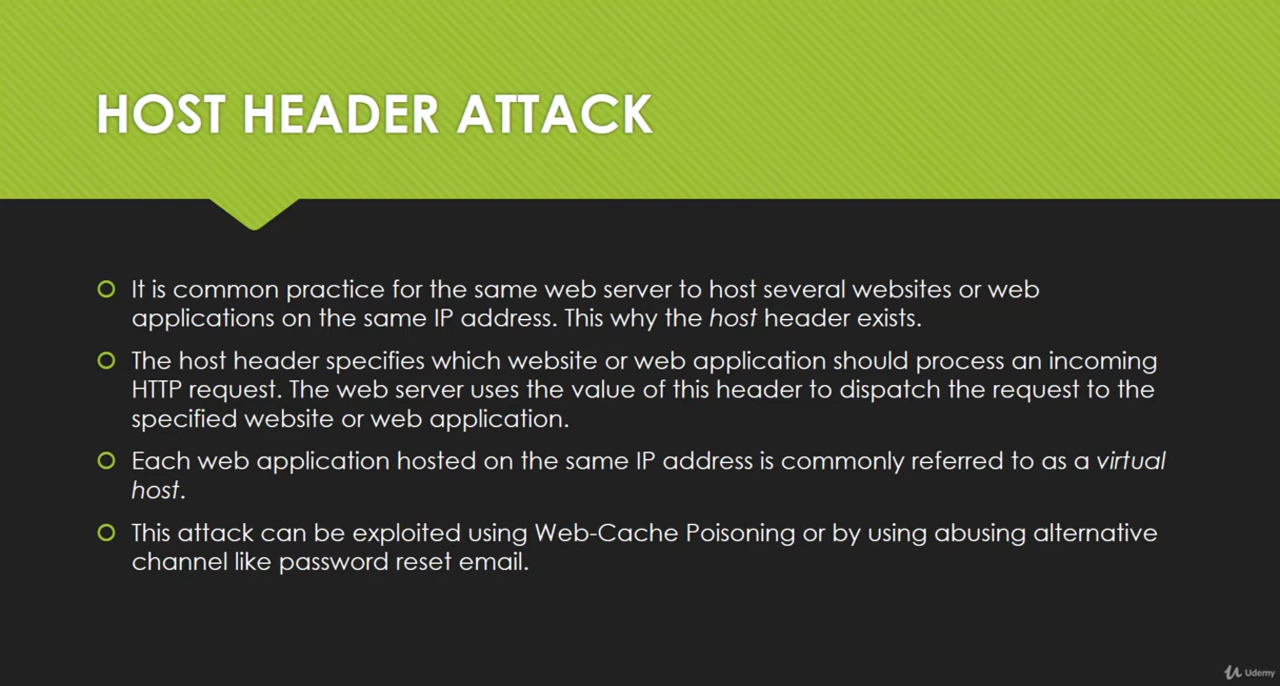 HOST HEADER ATTACK
It is common practice for the same web server to host several websites or web
applications on the same IP address. This why the host header exists.
The host header specifies which website or web application should process an incoming
HTTP request. The web server uses the value of this header to dispatch the request to the
specified website or web application.
Each web application hosted on the same IP address is commonly referred to as a virtual
host.
This attack can be exploited using Web-Cache Poisoning or by using abusing alternative
channel like password reset email.
Udemy